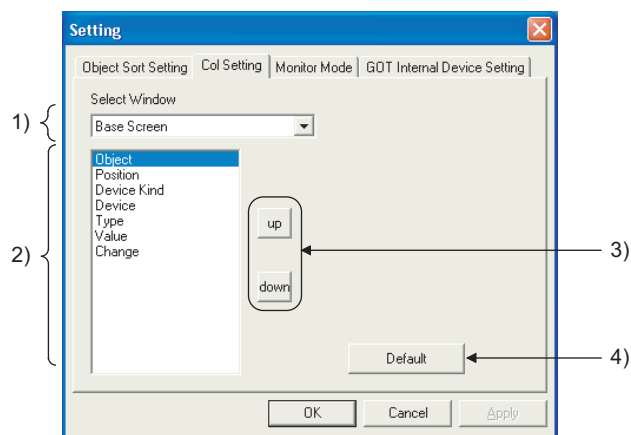 Setting
Object Sort Setting
Col Setting
Monitor Mode
GOT Internal Device Setting
Select Window
1)
Base Screen
2)
Object
Position
Device Kind
Device
Type
Value
Change
up
down
3)
Default
4)
OK
Cancel
Apply